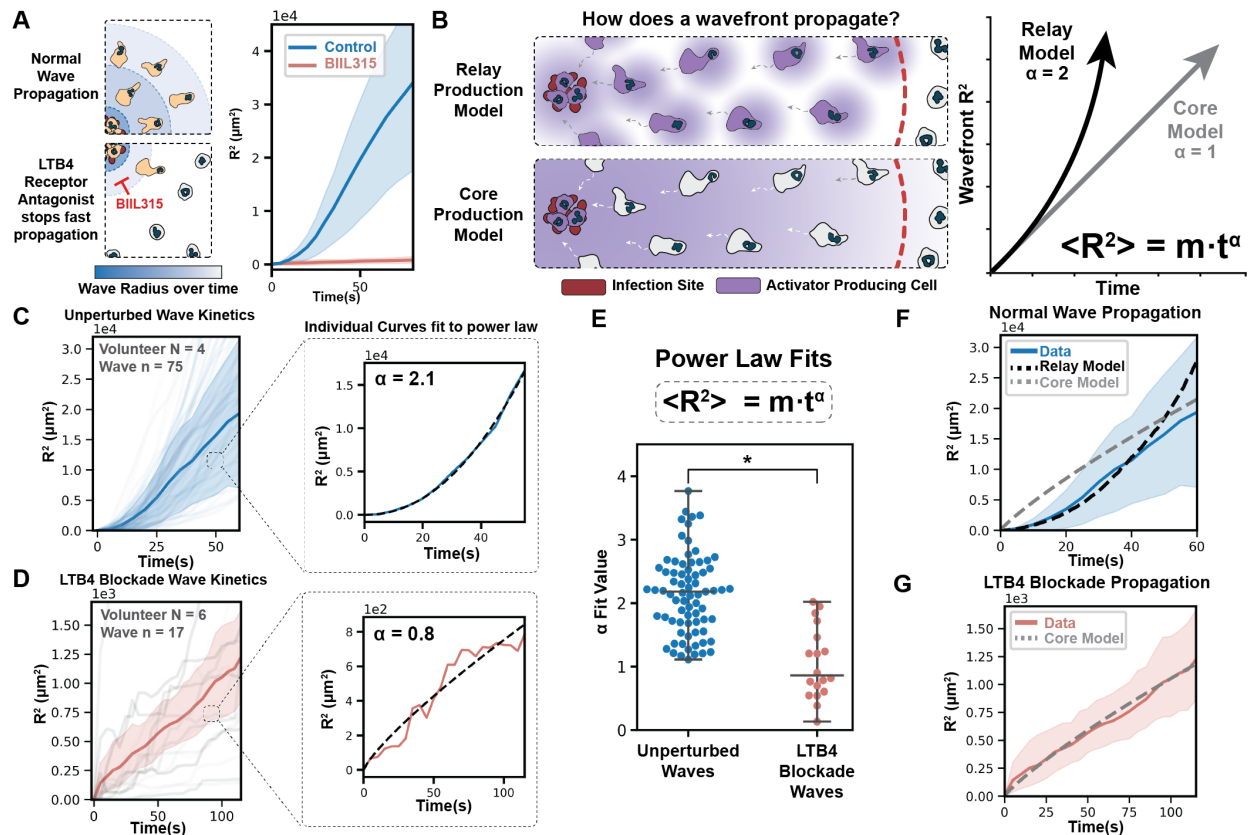 A
Normal
Wave
Propagation
LTB4
Receptor
Antagonist
stops fast
propagation
BIIL315
Wave Radius over time
1e4
Control
BIIL315
R² (µm²)
4
3
2
1
0
0
50
Time(s)
B
How does a wavefront propagate?
Relay
Production
Model
Core
Production
Model
Infection Site
Activator Producing Cell
Wavefront R²
Relay
Model
α = 2
Core
Model
α = 1
<R²> = m·t^α
Time
C
Unperturbed Wave Kinetics
1e4
Volunteer N = 4
Wave n = 75
R² (µm²)
3.0
2.5
2.0
1.5
1.0
0.5
0.0
0
25
50
Time(s)
Individual Curves fit to power law
1e4
α = 2.1
R² (µm²)
1.5
1.0
0.5
0.0
0
20
40
Time(s)
D
LTB4 Blockade Wave Kinetics
1e3
Volunteer N = 6
Wave n = 17
R² (µm²)
1.50
1.25
1.00
0.75
0.50
0.25
0.00
0
50
100
Time(s)
1e2
α = 0.8
R² (µm²)
8
6
4
2
0
0
50
100
Time(s)
E
Power Law Fits
<R²> = m·t^α
*
α Fit Value
4
3
2
1
0
Unperturbed
Waves
LTB4
Blockade
Waves
F
Normal Wave Propagation
1e4
Data
Relay Model
Core Model
R² (µm²)
3.0
2.5
2.0
1.5
1.0
0.5
0.0
0
20
40
60
Time(s)
G
LTB4 Blockade Propagation
1e3
Data
Core Model
R² (µm²)
1.50
1.25
1.00
0.75
0.50
0.25
0.00
0
25
50
75
100
Time(s)